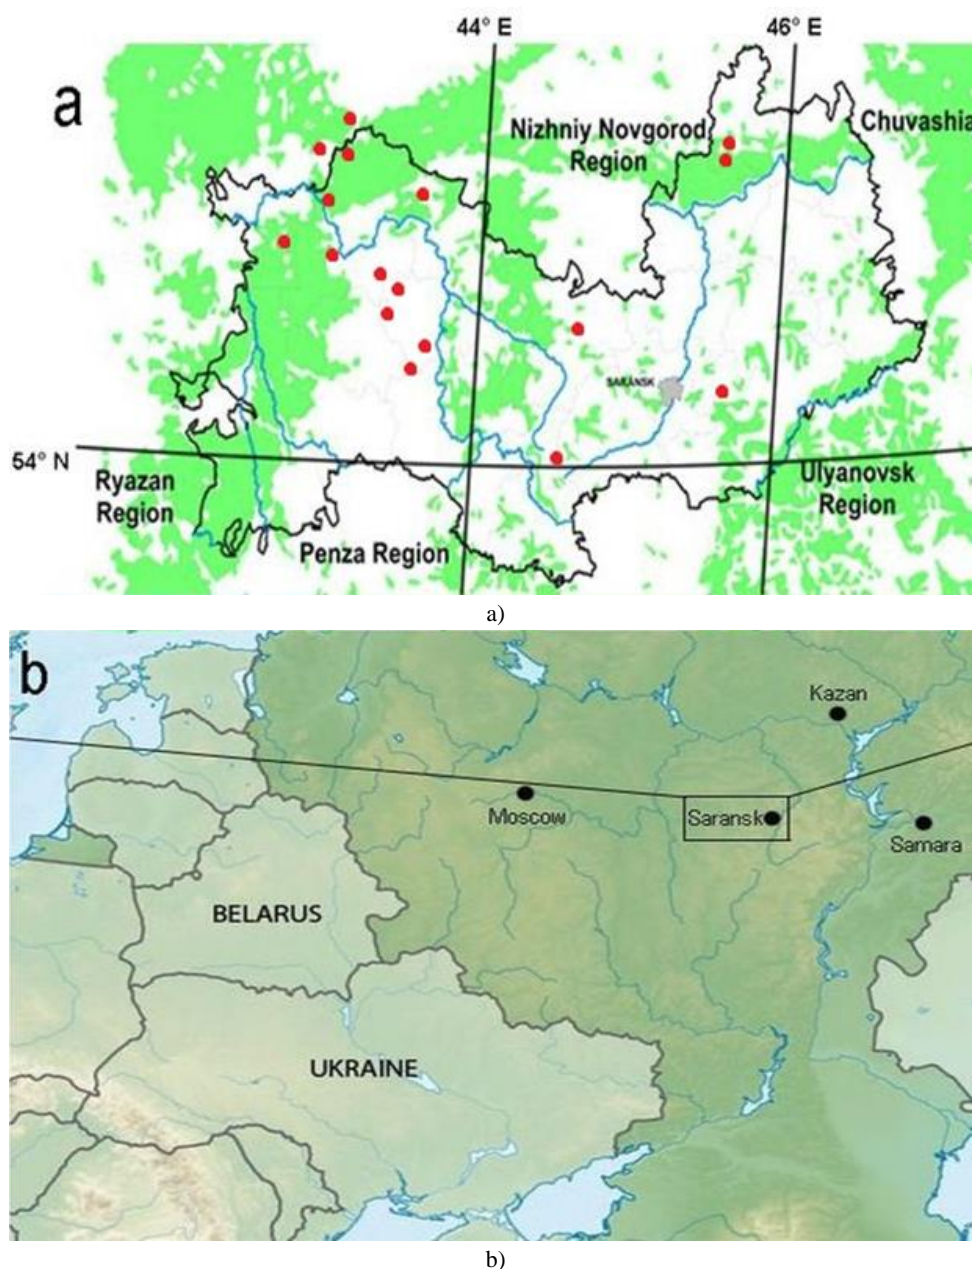 44° E
46° E
a
Nizhniy Novgorod
Region
Chuvashia
SARANSK
54° N
Ryazan
Region
Ulyanovsk
Region
Penza Region
a)
b
Kazan
Moscow
Saransk
Samara
BELARUS
UKRAINE
b)